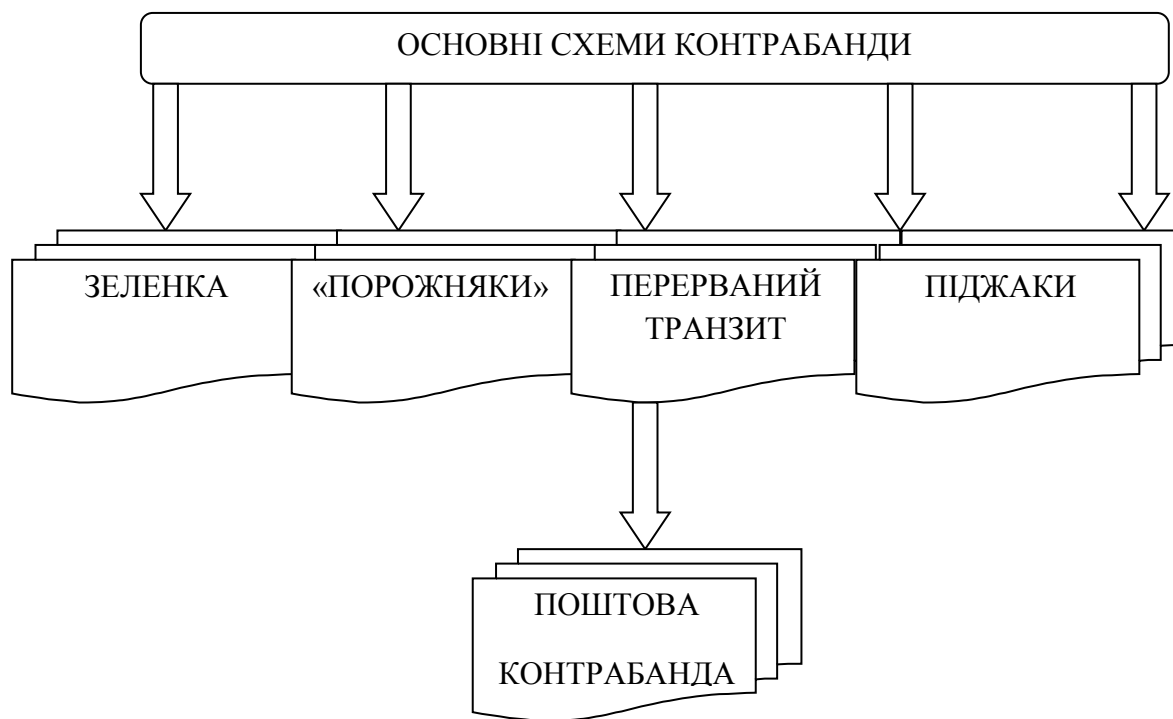 ОСНОВНІ СХЕМИ КОНТРАБАНДИ
ЗЕЛЕНКА
«ПОРОЖНЯКИ»
ПЕРЕРВАНИЙ
ТРАНЗИТ
ПІДЖАКИ
ПОШТОВА
КОНТРАБАНДА